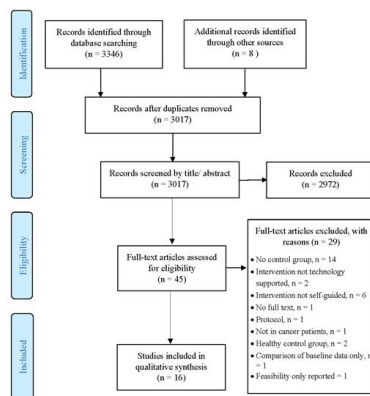 Identification
Records identified through
database searching
(n = 3346)
Additional records identified
through other sources
(n = 8 )
Records after duplicates removed
(n = 3017)
Screening
Records screened by title/ abstract
(n = 3017)
Records excluded
(n = 2972)
Eligibility
Full-text articles assessed
for eligibility
(n = 45)
Full-text articles excluded, with
reasons (n = 29)
• No control group, n = 14
• Intervention not technology
supported, n = 2
• Intervention not self-guided, n = 6
• No full text, n = 1
• Protocol, n = 1
• Not in cancer patients, n = 1
• Healthy control group, n = 2
• Comparison of baseline data only, n
= 1
• Feasibility only reported = 1
Included
Studies included in
qualitative synthesis
(n = 16)